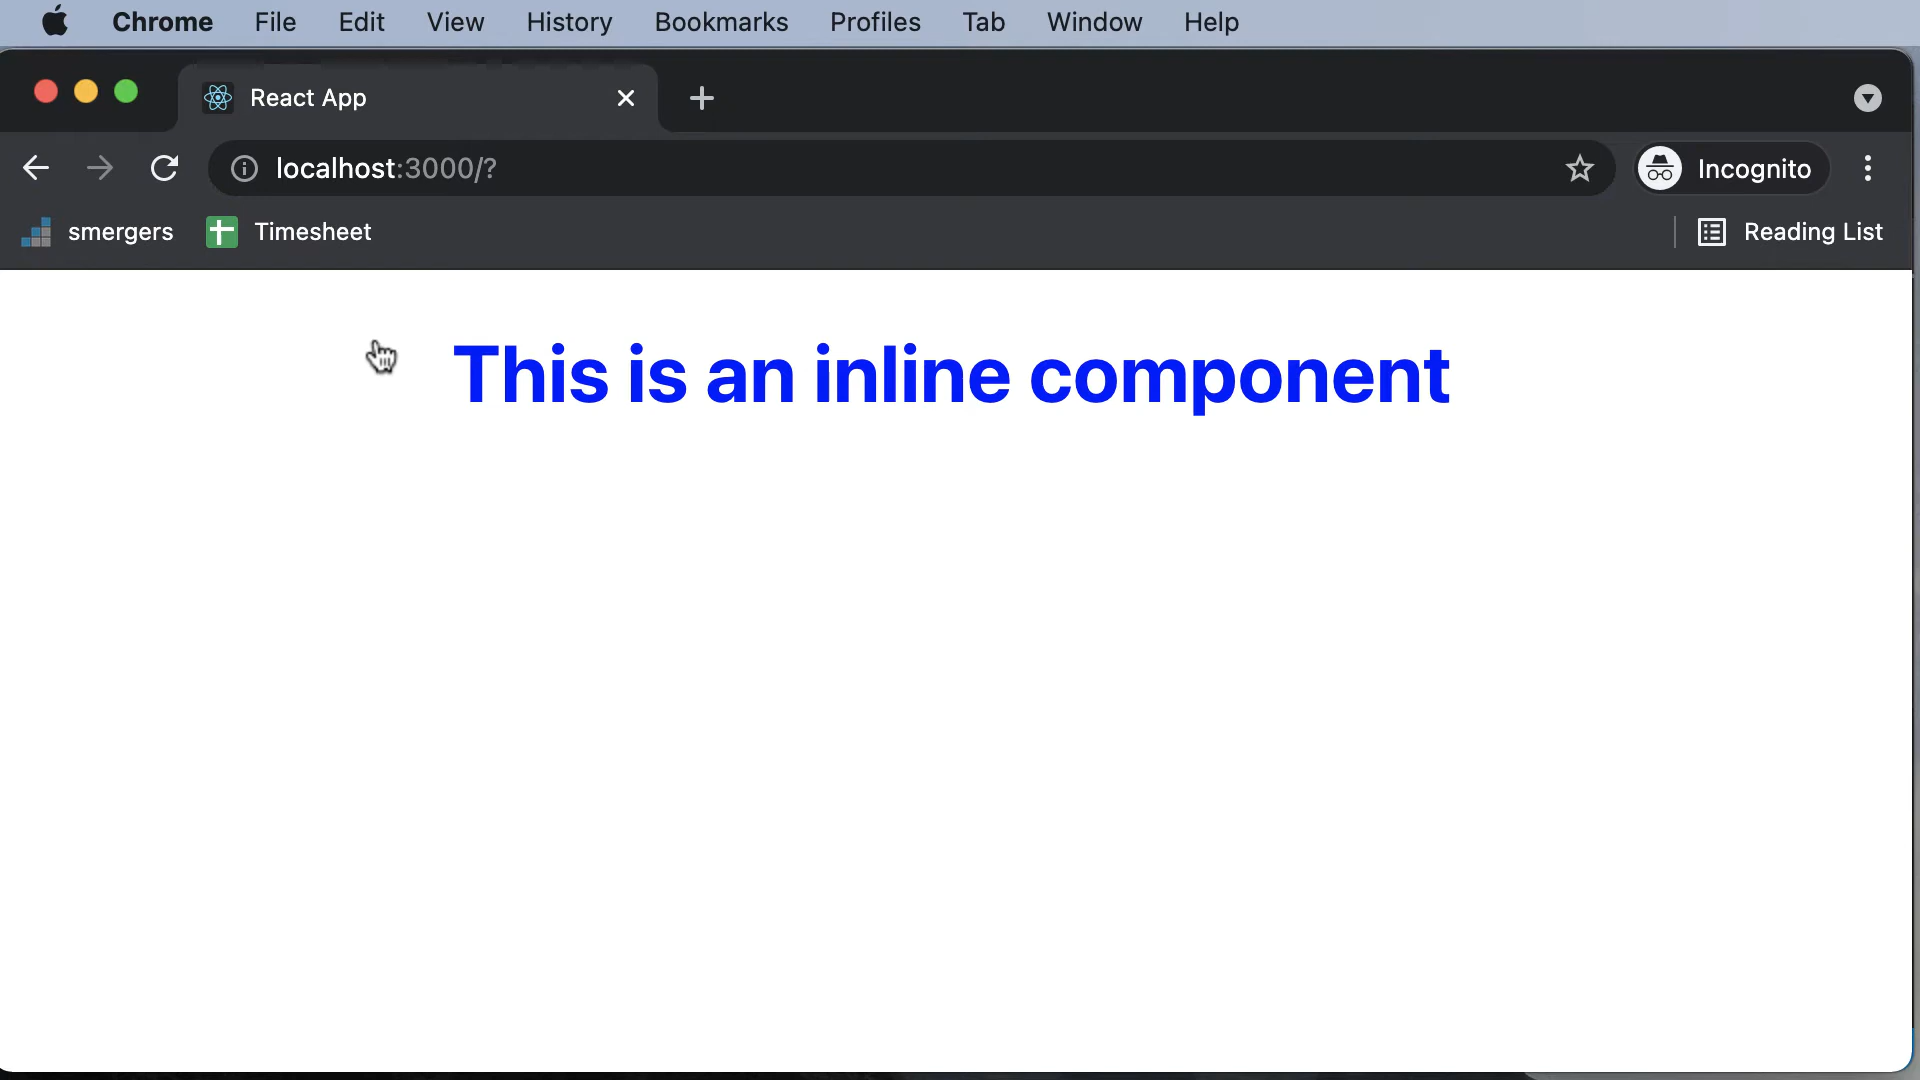 Chrome File Edit View History Bookmarks Profiles Tab Window Help
React App
localhost:3000/?
Incognito
smergers Timesheet Reading List
This is an inline component